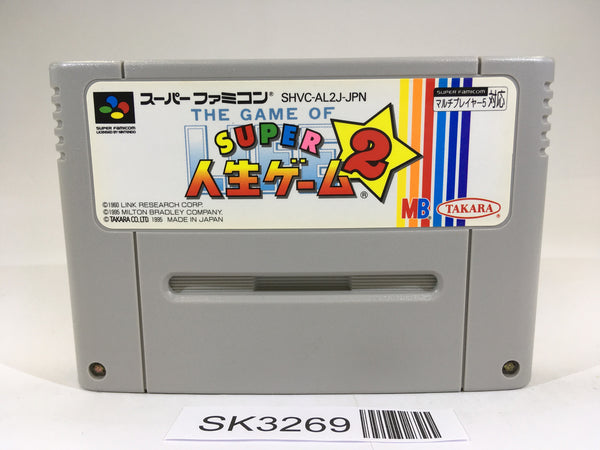 スーパーファミコン® SHVC-AL2J-JPN
SUPER FAMICOM
LICENSED BY NINTENDO
SUPER FAMICOM
マルチプレイヤー5 対応
THE GAME OF
LIFE
SUPER
人生ゲーム2®
©1960 LINK RESEARCH CORP.
©1995 MILTON BRADLEY COMPANY.
©TAKARA CO.,LTD. 1995 MADE IN JAPAN
MB®
TAKARA®
SK3269